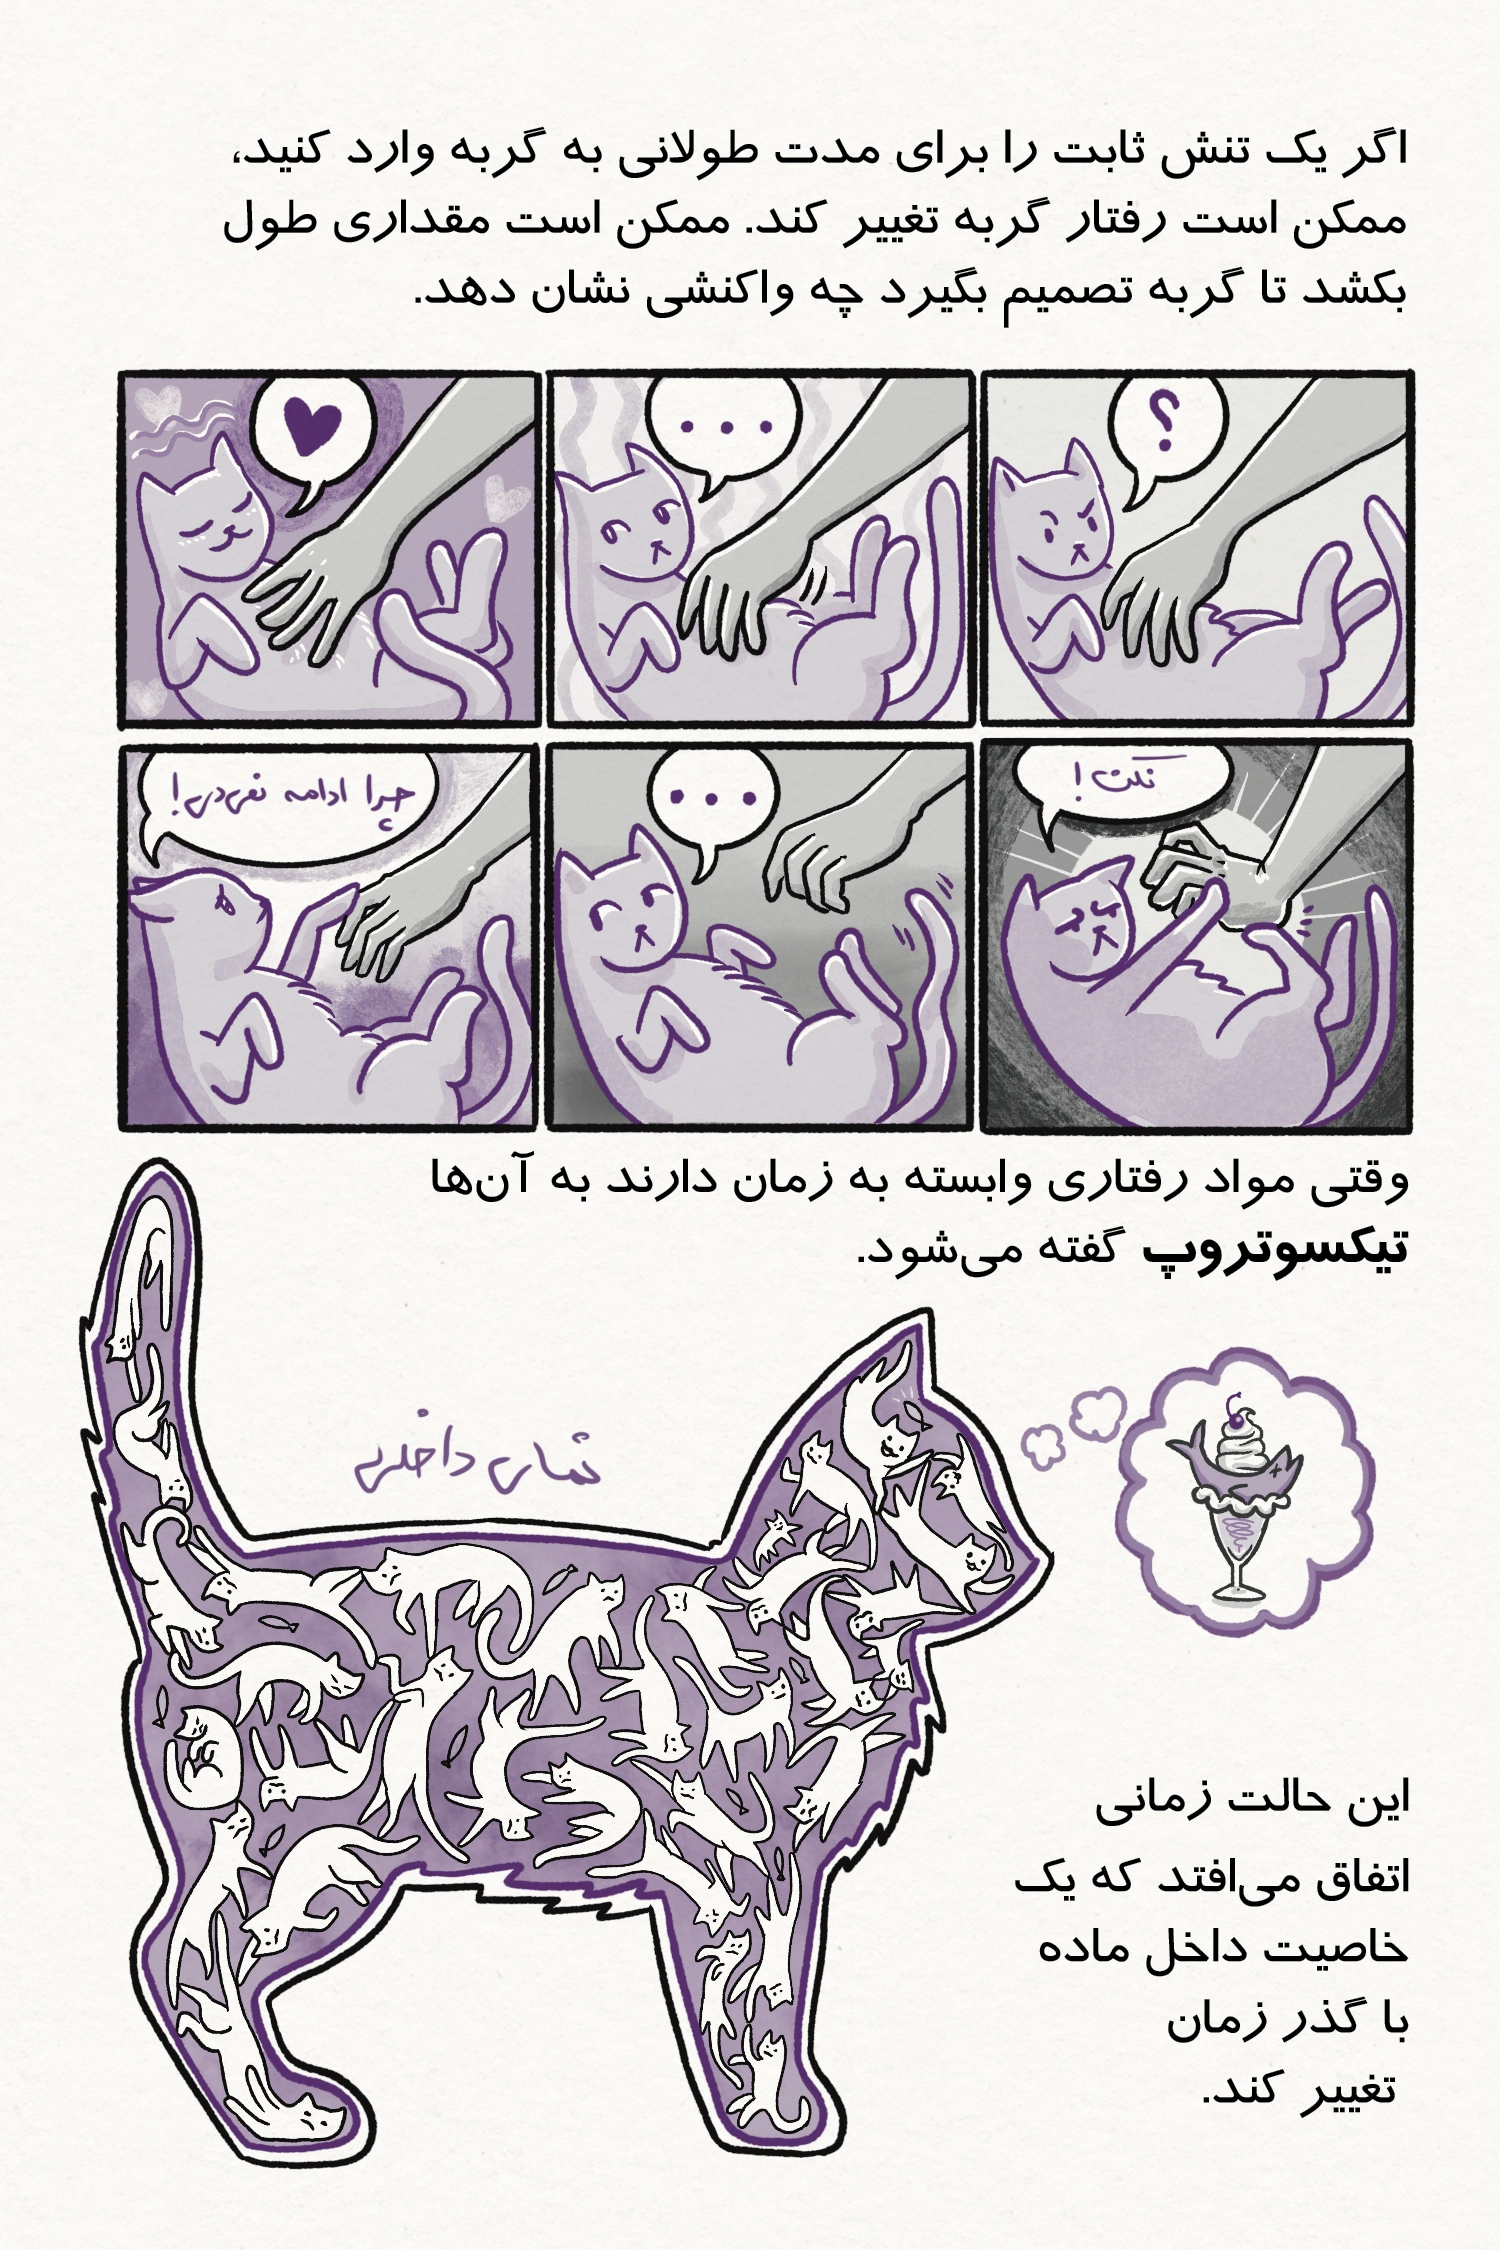 اگر یک تنش ثابت را برای مدت طولانی به گربه وارد کنید،
ممکن است رفتار گربه تغییر کند. ممکن است مقداری طول
بکشد تا گربه تصمیم بگیرد چه واکنشی نشان دهد.
؟
...
نکن!
...
چرا ادامه نمی‌دی!
وقتی مواد رفتاری وابسته به زمان دارند به آن‌ها
تیکسوتروپ گفته می‌شود.
نمای داخلی
این حالت زمانی
اتفاق می‌افتد که یک
خاصیت داخل ماده
با گذر زمان
تغییر کند.